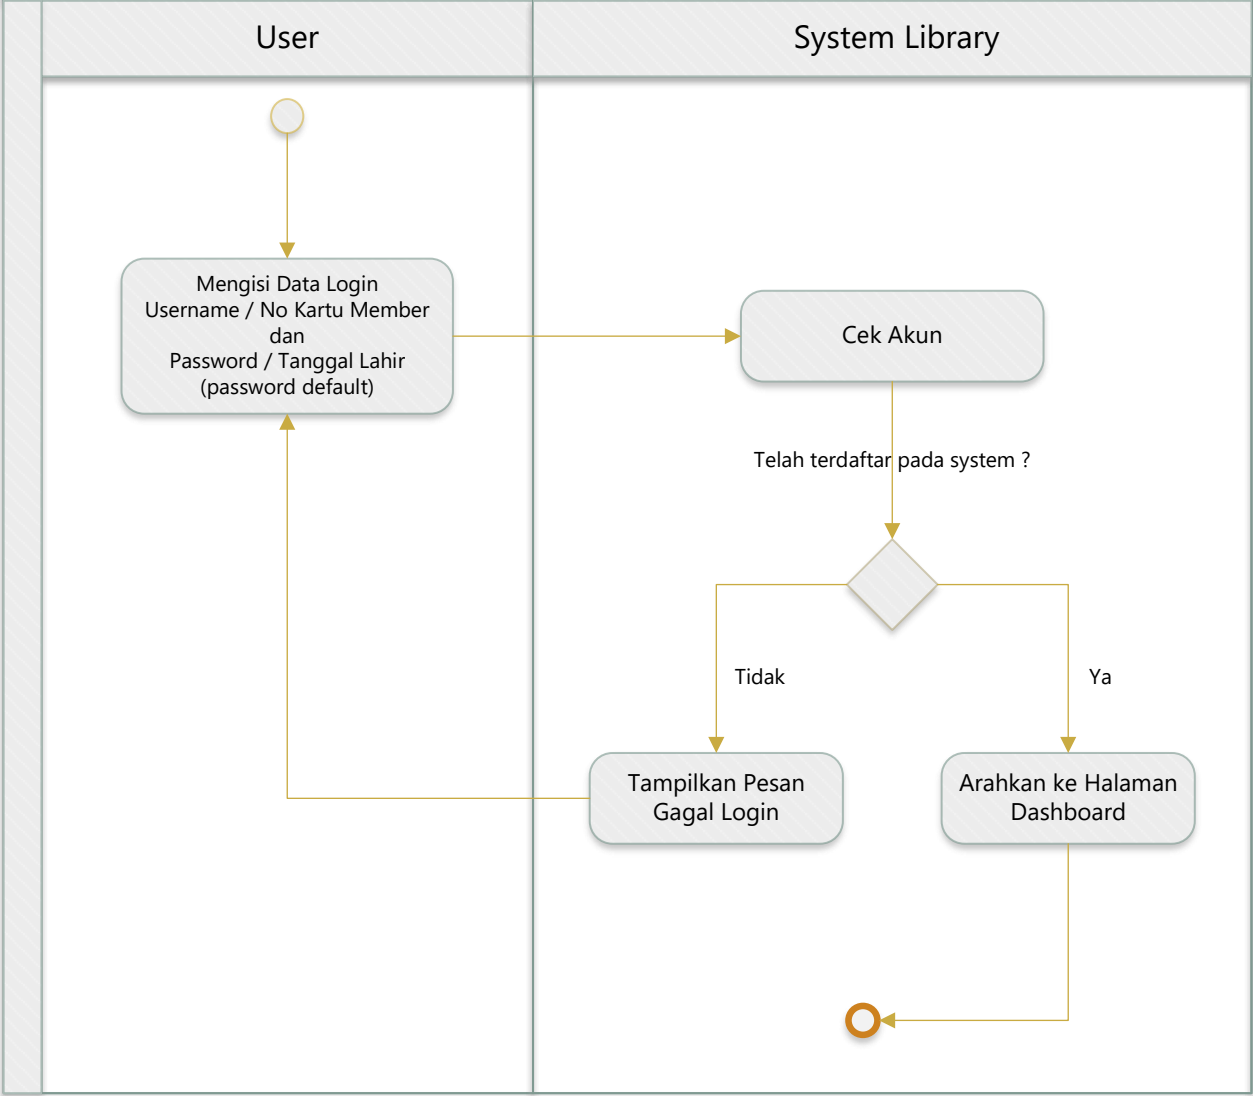 User
System Library
Mengisi Data Login
Username / No Kartu Member
dan
Password / Tanggal Lahir
(password default)
Cek Akun
Telah terdaftar pada system ?
Tidak
Ya
Tampilkan Pesan
Gagal Login
Arahkan ke Halaman
Dashboard